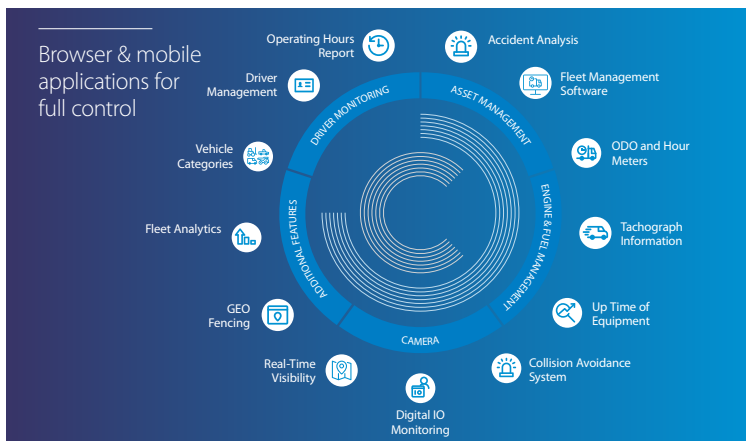 Browser & mobile
applications for
full control
Operating Hours
Report
Accident Analysis
Driver
Management
Fleet Management
Software
Vehicle
Categories
ODO and Hour
Meters
Fleet Analytics
Tachograph
Information
GEO
Fencing
Up Time of
Equipment
Real-Time
Visibility
Collision Avoidance
System
Digital IO
Monitoring
DRIVER MONITORING
ASSET MANAGEMENT
ENGINE & FUEL MANAGEMENT
CAMERA
ADDITIONAL FEATURES